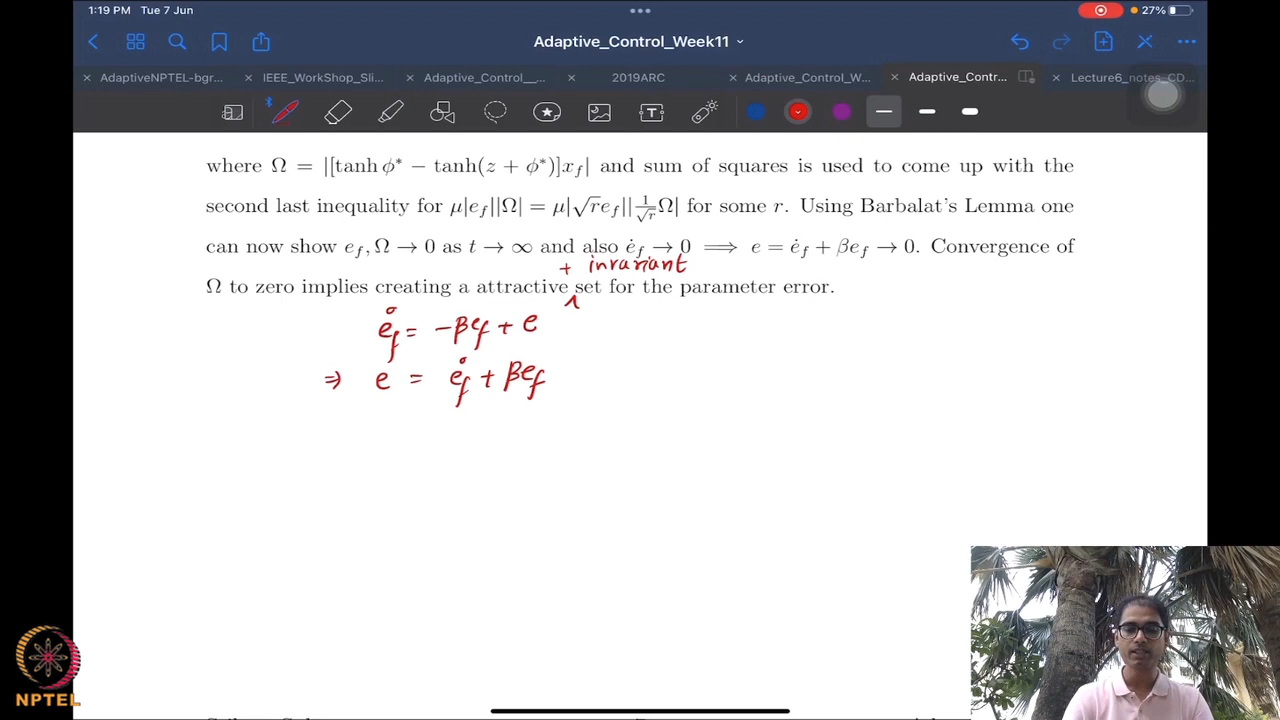 1:19 PM Tue 7 Jun
27%
Adaptive_Control_Week11
AdaptiveNPTEL-bgr...
IEEE_WorkShop_Sli...
Adaptive_Control__...
2019ARC
Adaptive_Control_W...
Adaptive_Contr...
Lecture6_notes_CD...
where Ω = |[tanh ϕ* − tanh(z + ϕ*)]x_f| and sum of squares is used to come up with the
second last inequality for μ|e_f||Ω| = μ|√r e_f||1/√r Ω| for some r. Using Barbalat's Lemma one
can now show e_f, Ω → 0 as t → ∞ and also ė_f → 0 ⟹ e = ė_f + βe_f → 0. Convergence of
+ invariant
Ω to zero implies creating a attractive set for the parameter error.
ė_f = −βe_f + e
⇒ e = ė_f + βe_f
NPTEL